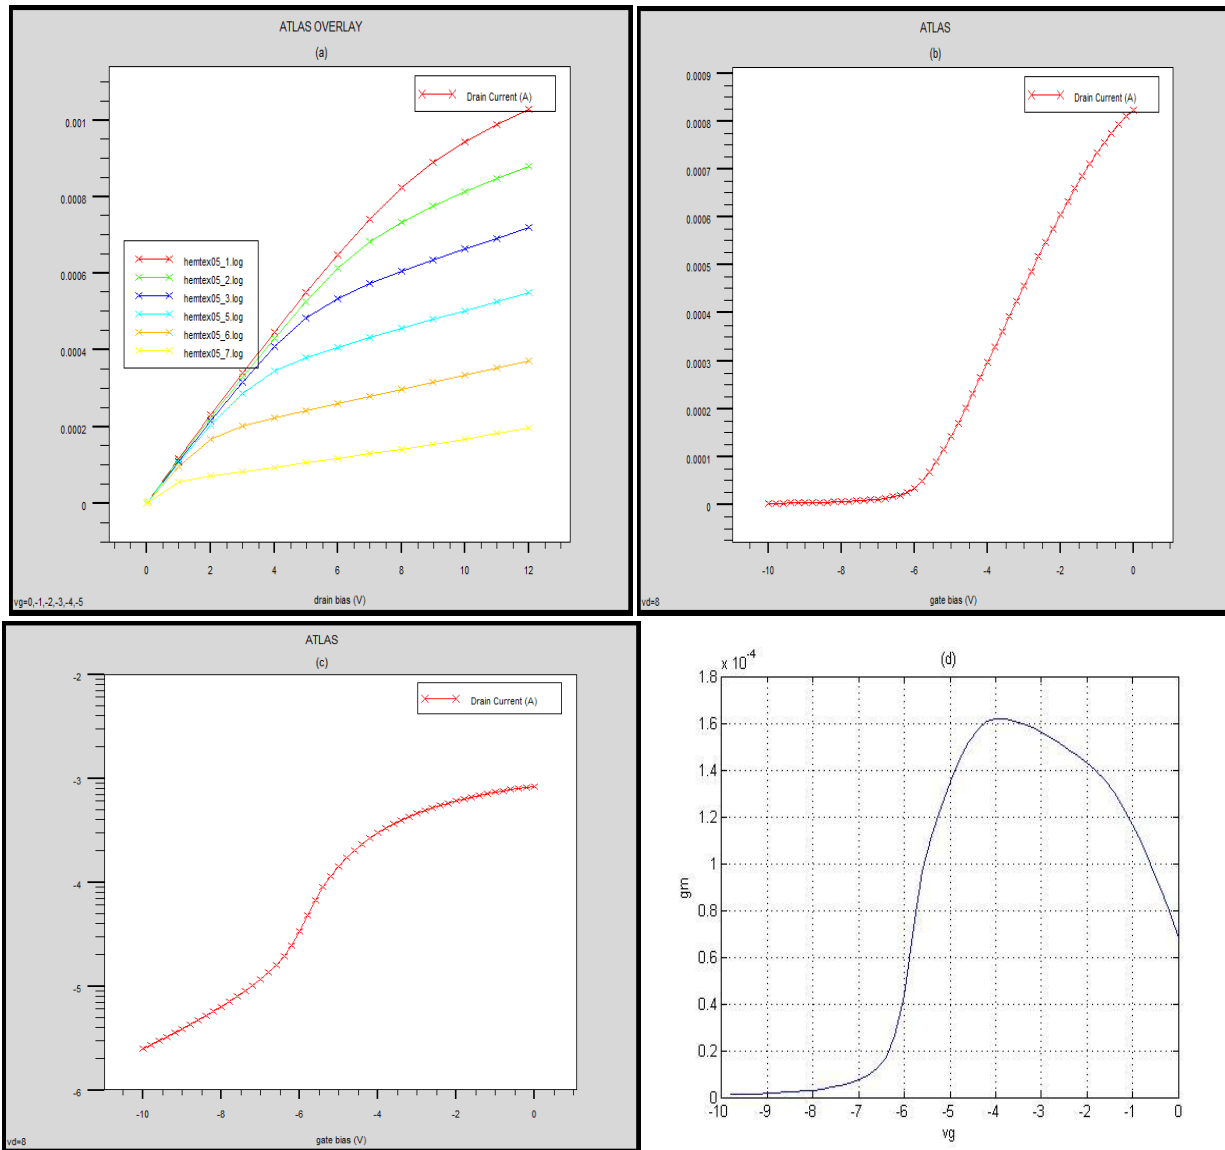 ATLAS OVERLAY
(a)
Drain Current (A)
0.001
0.0008
0.0006
0.0004
0.0002
0
hemtex05_1.log
hemtex05_2.log
hemtex05_3.log
hemtex05_5.log
hemtex05_6.log
hemtex05_7.log
0 2 4 6 8 10 12
vg=0,-1,-2,-3,-4,-5
drain bias (V)
ATLAS
(b)
Drain Current (A)
0.0009
0.0008
0.0007
0.0006
0.0005
0.0004
0.0003
0.0002
0.0001
0
-10 -8 -6 -4 -2 0
vd=8
gate bias (V)
ATLAS
(c)
Drain Current (A)
-2
-3
-4
-5
-6
-10 -8 -6 -4 -2 0
vd=8
gate bias (V)
(d)
x 10-4
1.8
1.6
1.4
1.2
1
0.8
0.6
0.4
0.2
0
gm
-10 -9 -8 -7 -6 -5 -4 -3 -2 -1 0
vg